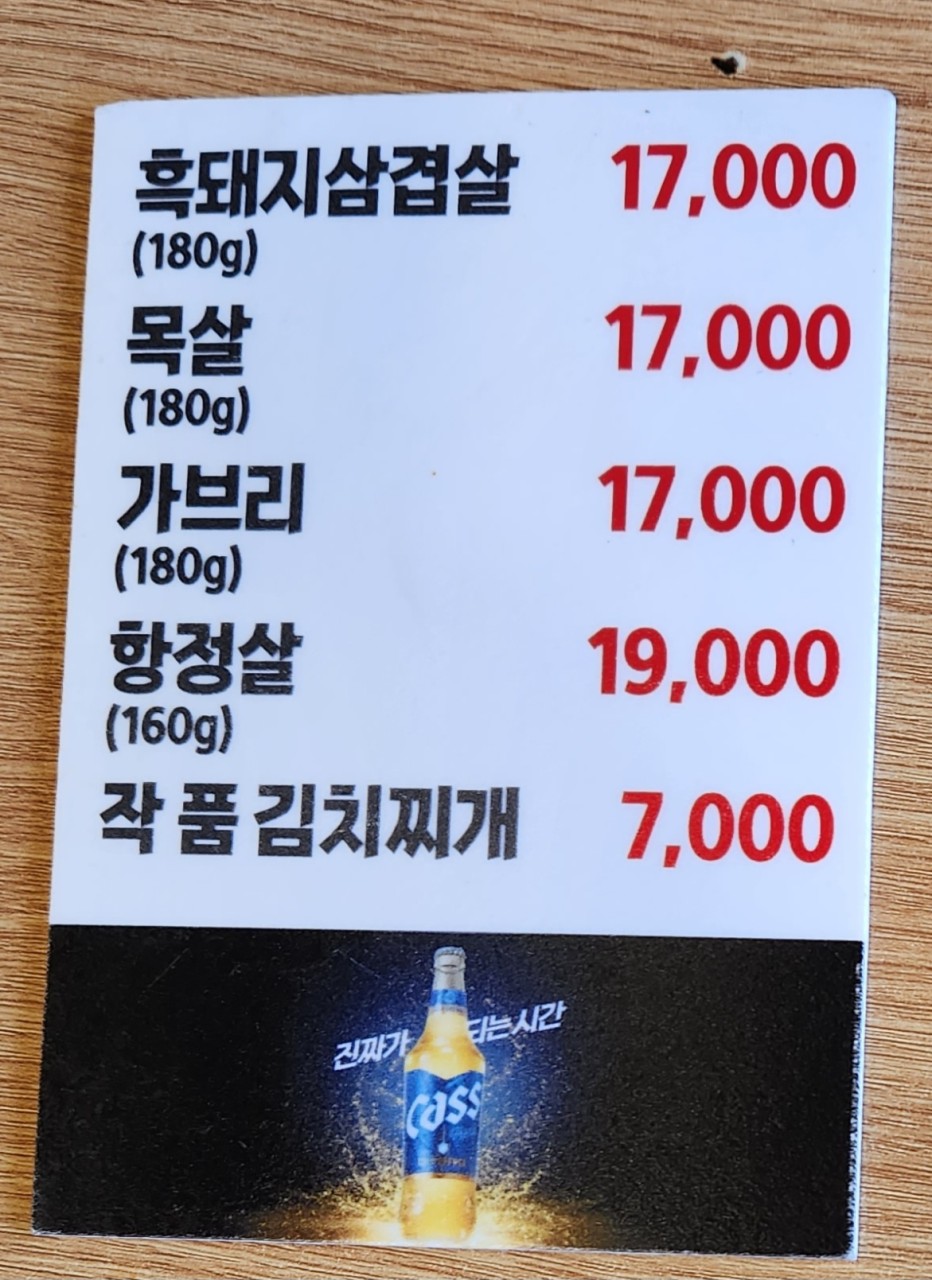 흑돼지삼겹살 17,000
(180g)
목살 17,000
(180g)
가브리 17,000
(180g)
항정살 19,000
(160g)
작품김치찌개 7,000
진짜가 되는시간
Cass